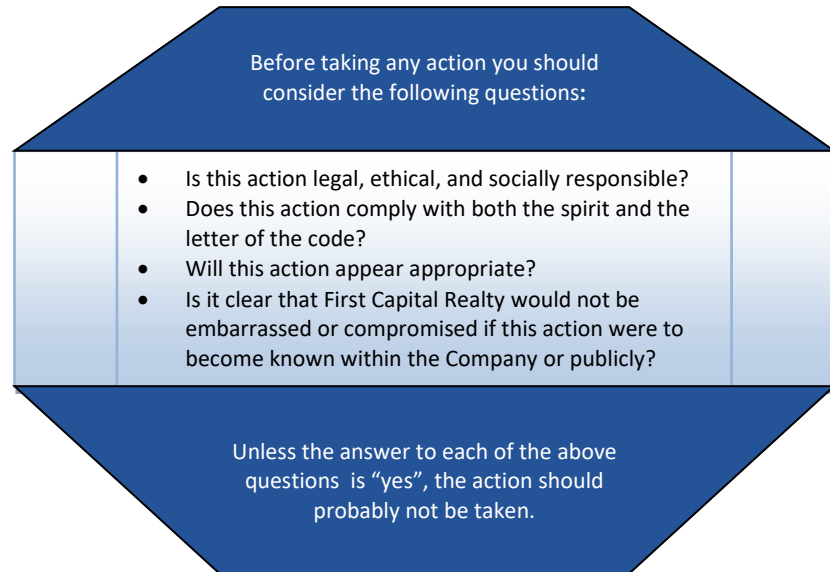 Before taking any action you should
consider the following questions:
• Is this action legal, ethical, and socially responsible?
• Does this action comply with both the spirit and the
letter of the code?
• Will this action appear appropriate?
• Is it clear that First Capital Realty would not be
embarrassed or compromised if this action were to
become known within the Company or publicly?
Unless the answer to each of the above
questions  is “yes”, the action should
probably not be taken.